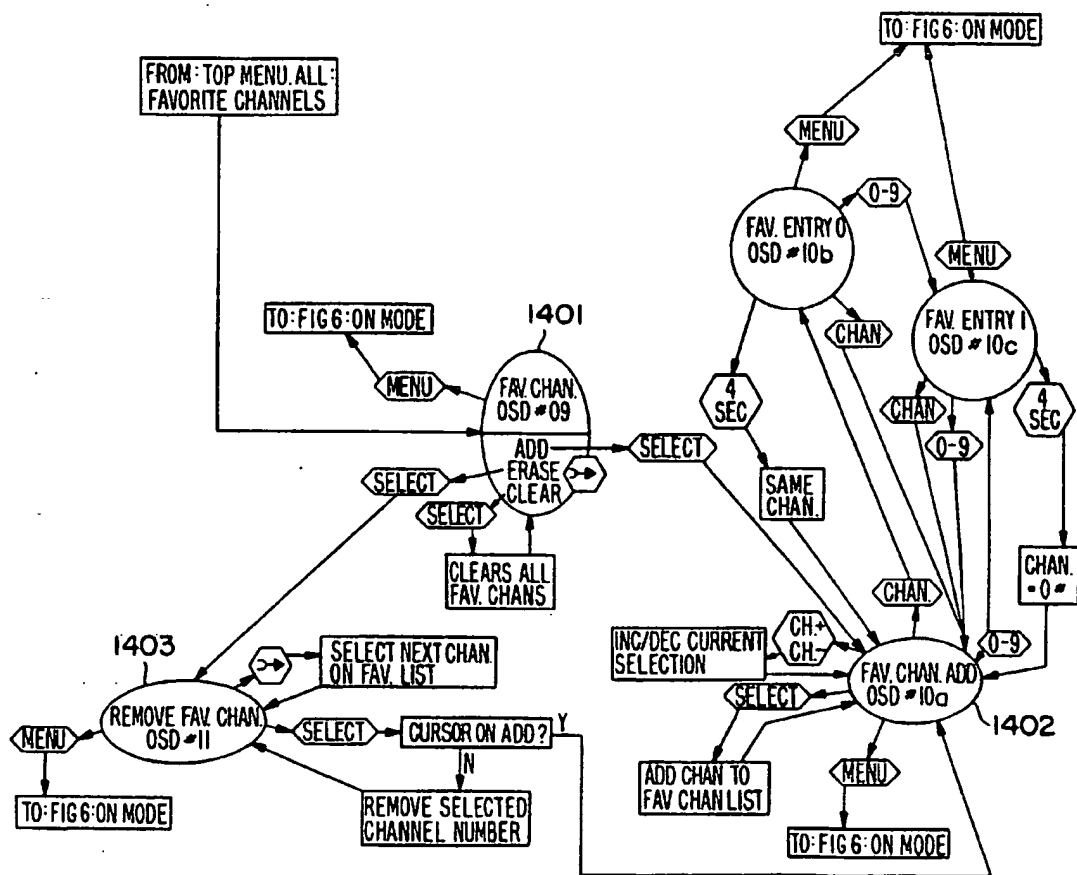 TO:FIG 6:ON MODE
FROM:TOP MENU.ALL:
FAVORITE CHANNELS
MENU
0-9
FAV. ENTRY 0
OSD #10b
MENU
FAV. ENTRY 1
OSD #10c
CHAN
1401
TO:FIG 6:ON MODE
MENU
FAV. CHAN.
OSD #09
ADD
ERASE
CLEAR
SELECT
SELECT
SELECT
CLEARS ALL
FAV. CHANS
4
SEC
SAME
CHAN.
CHAN
0-9
4
SEC
CHAN.
"0"
CHAN.
0-9
INC/DEC CURRENT
SELECTION
CH.+
CH.-
FAV. CHAN. ADD
OSD #10a
1402
SELECT
ADD CHAN TO
FAV CHAN LIST
MENU
TO:FIG 6:ON MODE
1403
SELECT NEXT CHAN.
ON FAV. LIST
REMOVE FAV. CHAN.
OSD #11
SELECT
CURSOR ON ADD?
Y
N
REMOVE SELECTED
CHANNEL NUMBER
MENU
TO:FIG 6:ON MODE